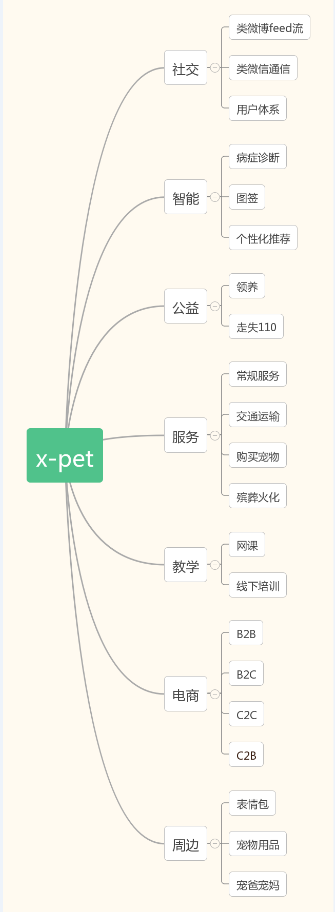 x-pet
社交
类微博feed流
类微信通信
用户体系
智能
病症诊断
图签
个性化推荐
公益
领养
走失110
服务
常规服务
交通运输
购买宠物
殡葬火化
教学
网课
线下培训
电商
B2B
B2C
C2C
C2B
周边
表情包
宠物用品
宠爸宠妈